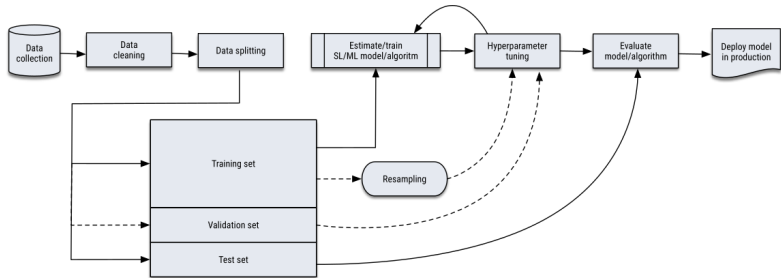 Data
collection
Data
cleaning
Data splitting
Estimate/train
SL/ML model/algoritm
Hyperparameter
tuning
Evaluate
model/algorithm
Deploy model
in production
Training set
Resampling
Validation set
Test set